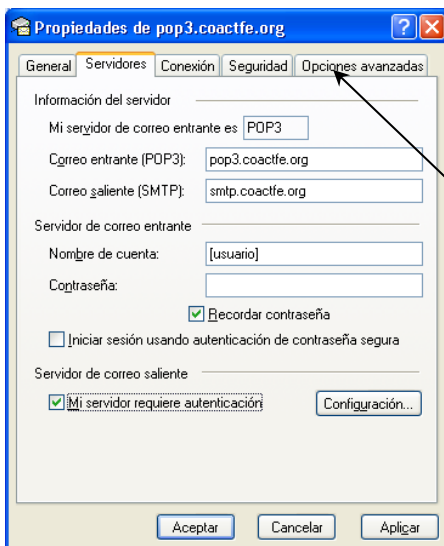 Propiedades de pop3.coactfe.org
General Servidores Conexión Seguridad Opciones avanzadas
Información del servidor
Mi servidor de correo entrante es POP3
Correo entrante (POP3): pop3.coactfe.org
Correo saliente (SMTP): smtp.coactfe.org
Servidor de correo entrante
Nombre de cuenta: [usuario]
Contraseña:
Recordar contraseña
Iniciar sesión usando autenticación de contraseña segura
Servidor de correo saliente
Mi servidor requiere autenticación Configuración...
Aceptar Cancelar Aplicar